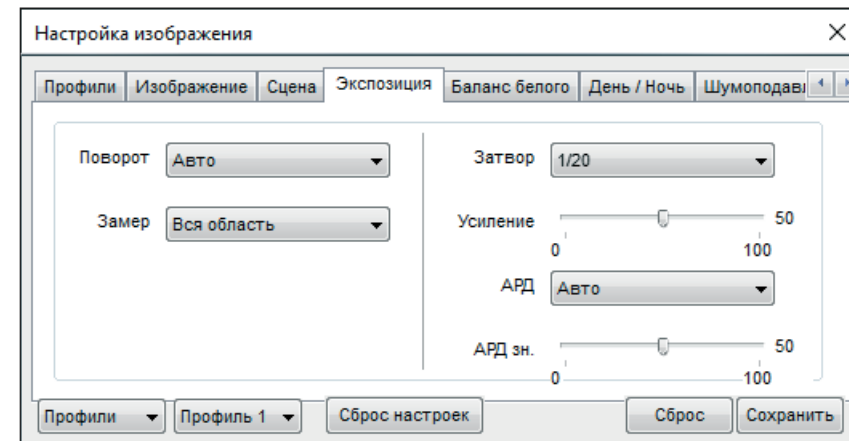 Настройка изображения
Профили Изображение Сцена Экспозиция Баланс белого День / Ночь Шумоподав
Поворот Авто
Замер Вся область
Затвор 1/20
Усиление 50
0 100
АРД Авто
АРД зн. 50
0 100
Профили Профиль 1 Сброс настроек Сброс Сохранить